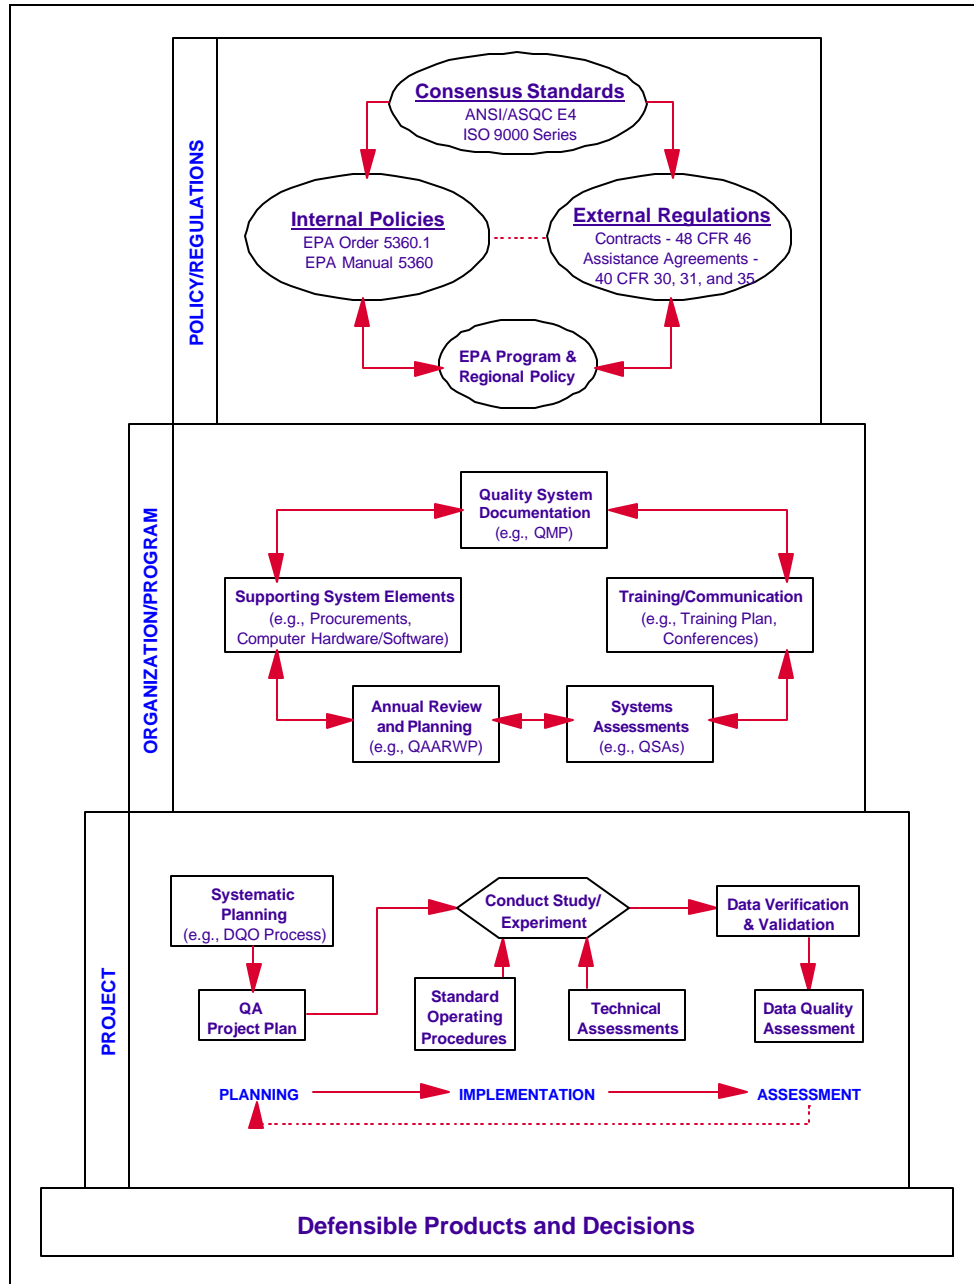 POLICY/REGULATIONS
Consensus Standards
ANSI/ASQC E4
ISO 9000 Series
Internal Policies
EPA Order 5360.1
EPA Manual 5360
External Regulations
Contracts - 48 CFR 46
Assistance Agreements -
40 CFR 30, 31, and 35
EPA Program &
Regional Policy
ORGANIZATION/PROGRAM
Quality System
Documentation
(e.g., QMP)
Supporting System Elements
(e.g., Procurements,
Computer Hardware/Software)
Training/Communication
(e.g., Training Plan,
Conferences)
Annual Review
and Planning
(e.g., QAARWP)
Systems
Assessments
(e.g., QSAs)
PROJECT
Systematic
Planning
(e.g., DQO Process)
QA
Project Plan
Conduct Study/
Experiment
Standard
Operating
Procedures
Technical
Assessments
Data Verification
& Validation
Data Quality
Assessment
PLANNING
IMPLEMENTATION
ASSESSMENT
Defensible Products and Decisions